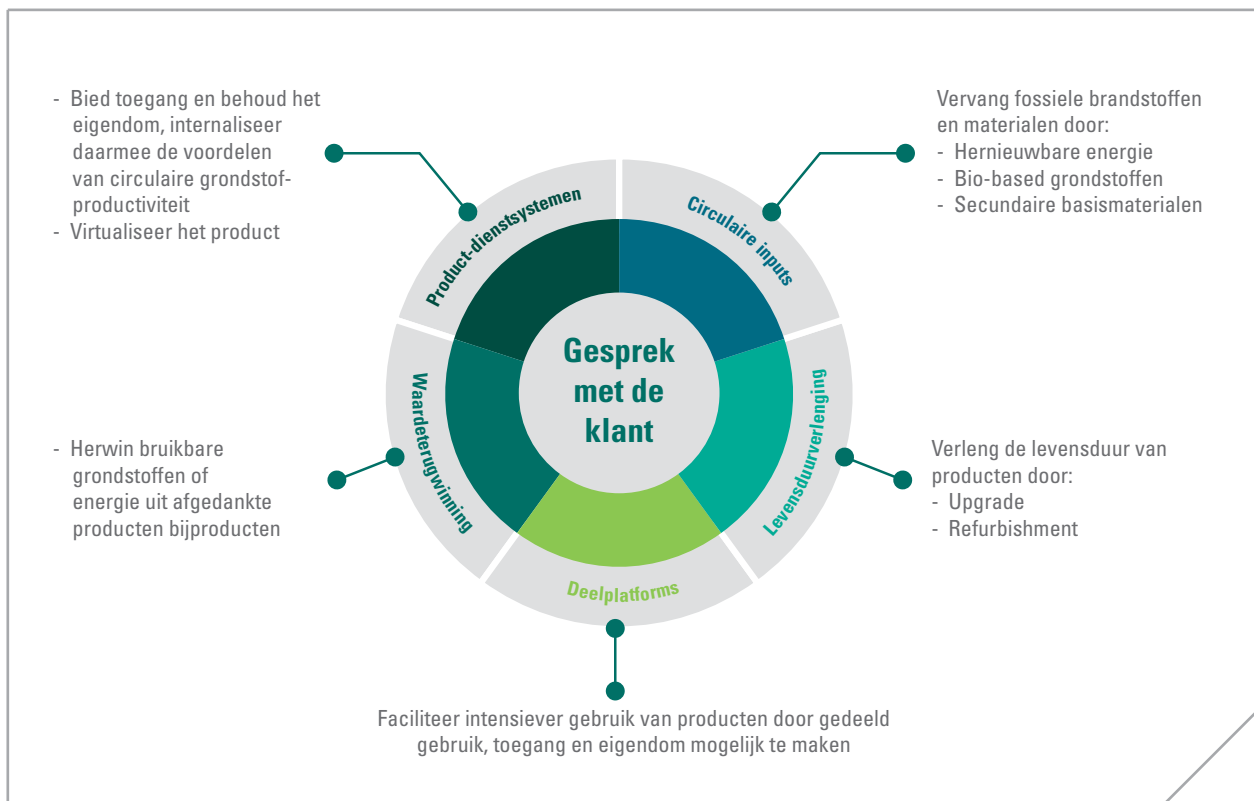 - Bied toegang en behoud het
eigendom, internaliseer
daarmee de voordelen
van circulaire grondstof-
productiviteit
- Virtualiseer het product
Vervang fossiele brandstoffen
en materialen door:
- Hernieuwbare energie
- Bio-based grondstoffen
- Secundaire basismaterialen
Product-dienstsystemen
Circulaire inputs
Gesprek
met de
klant
Waardeterugwinning
Levensduurverlenging
Deelplatforms
- Herwin bruikbare
grondstoffen of
energie uit afgedankte
producten bijproducten
Verleng de levensduur van
producten door:
- Upgrade
- Refurbishment
Faciliteer intensiever gebruik van producten door gedeeld
gebruik, toegang en eigendom mogelijk te maken